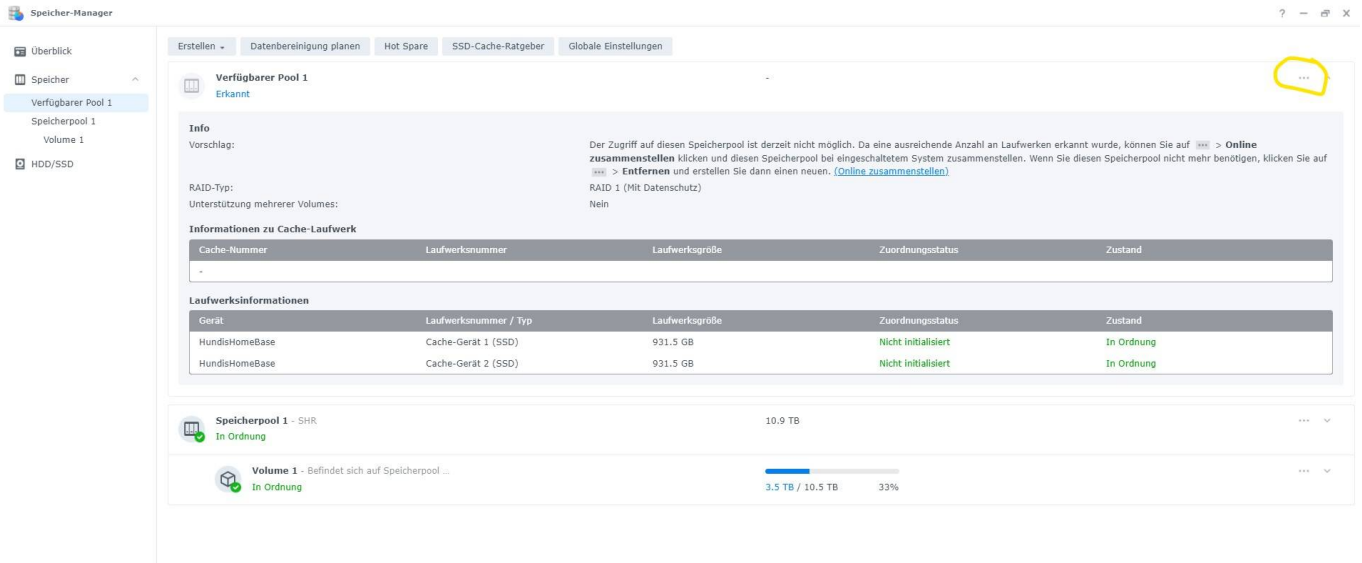 Speicher-Manager
Überblick
Speicher
Verfügbarer Pool 1
Speicherpool 1
Volume 1
HDD/SSD
Erstellen Datenbereinigung planen Hot Spare SSD-Cache-Ratgeber Globale Einstellungen
Verfügbarer Pool 1 -
Erkannt
Info
Vorschlag: Der Zugriff auf diesen Speicherpool ist derzeit nicht möglich. Da eine ausreichende Anzahl an Laufwerken erkannt wurde, können Sie auf ··· > Online
zusammenstellen klicken und diesen Speicherpool bei eingeschaltetem System zusammenstellen. Wenn Sie diesen Speicherpool nicht mehr benötigen, klicken Sie auf
··· > Entfernen und erstellen Sie dann einen neuen. (Online zusammenstellen)
RAID-Typ: RAID 1 (Mit Datenschutz)
Unterstützung mehrerer Volumes: Nein
Informationen zu Cache-Laufwerk
Cache-Nummer Laufwerksnummer Laufwerksgröße Zuordnungsstatus Zustand
-
Laufwerksinformationen
Gerät Laufwerksnummer / Typ Laufwerksgröße Zuordnungsstatus Zustand
HundisHomeBase Cache-Gerät 1 (SSD) 931.5 GB Nicht initialisiert In Ordnung
HundisHomeBase Cache-Gerät 2 (SSD) 931.5 GB Nicht initialisiert In Ordnung
Speicherpool 1 - SHR 10.9 TB
In Ordnung
Volume 1 - Befindet sich auf Speicherpool ...
In Ordnung 3.5 TB / 10.5 TB 33%